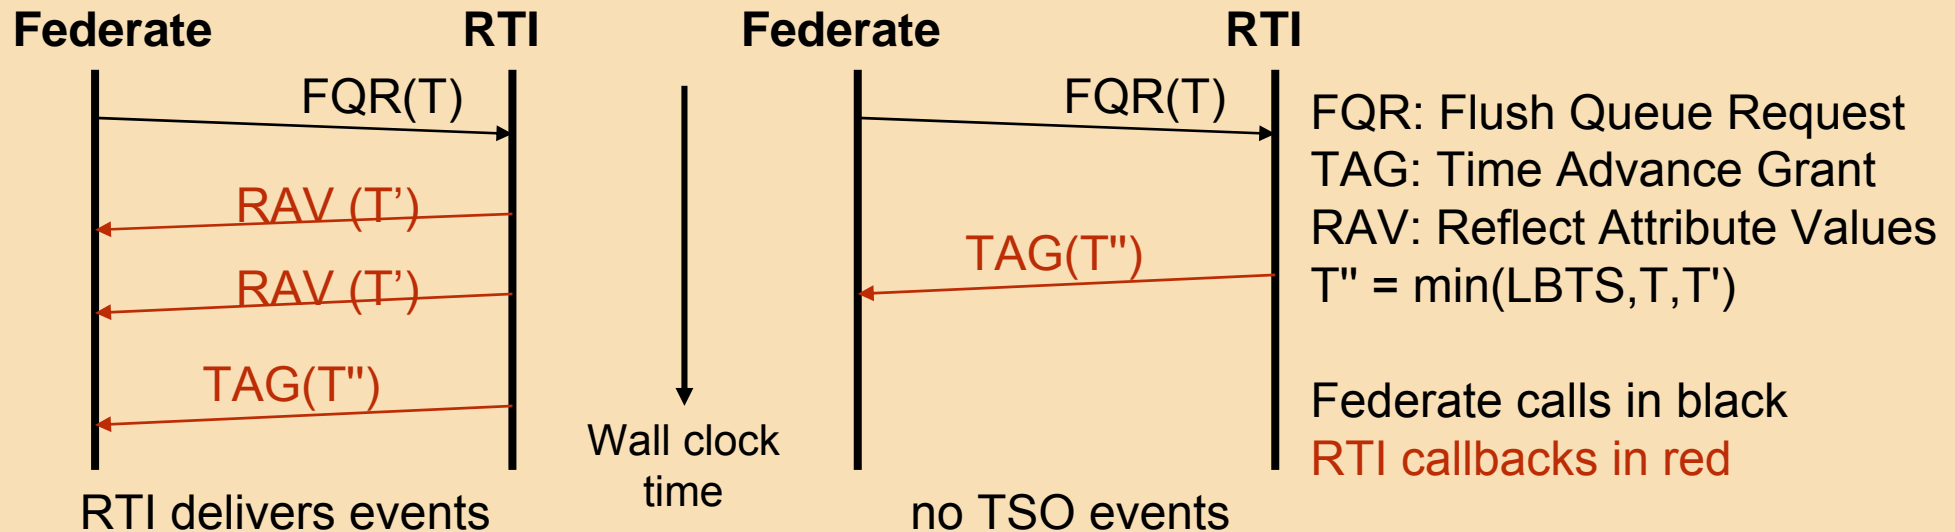 Federate RTI
FQR(T)
RAV (T’)
RAV (T’)
TAG(T")
RTI delivers events
Wall clock
time
Federate RTI
FQR(T)
TAG(T")
no TSO events
FQR: Flush Queue Request
TAG: Time Advance Grant
RAV: Reflect Attribute Values
T" = min(LBTS,T,T')
Federate calls in black
RTI callbacks in red